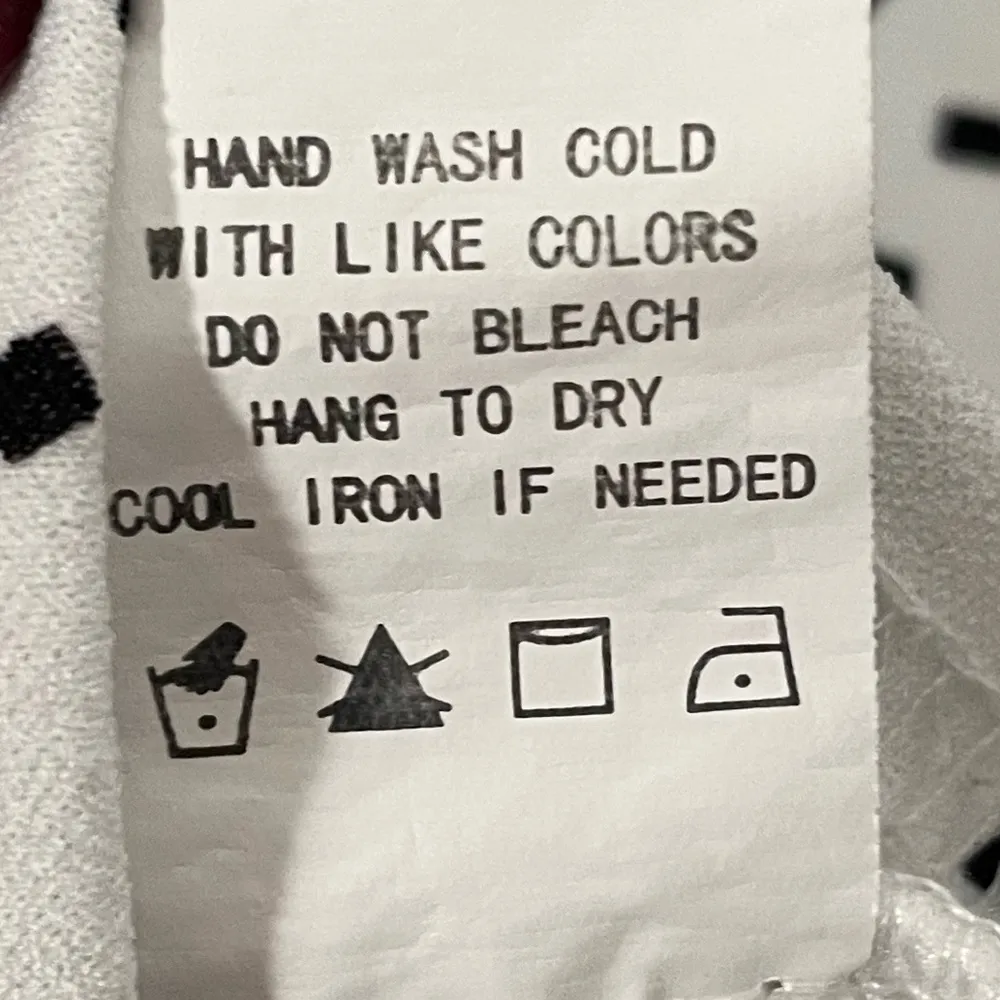 HAND WASH COLD
WITH LIKE COLORS
DO NOT BLEACH
HANG TO DRY
COOL IRON IF NEEDED